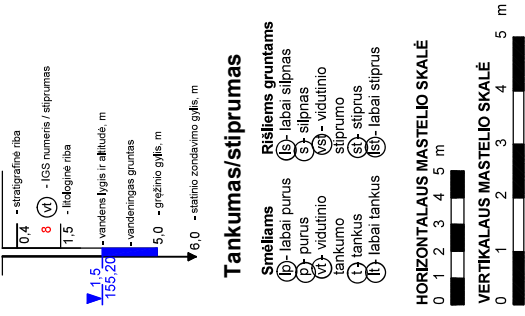 0,4 - stratigrafinė riba
8 vt - IGS numeris / stiprumas
1,5 - litologinė riba
1,5 - vandens lygis ir altitudė, m
155,20
- vandeningas gruntas
5,0 - gręžinio gylis, m
6,0 - statinio zondavimo gylis, m
Tankumas/stiprumas
Smėliams
lp - labai purus
p - purus
vt - vidutinio
tankumo
t - tankus
lt - labai tankus
Rišliems gruntams
ls - labai silpnas
s - silpnas
vst - vidutinio
stiprumo
st - stiprus
lst - labai stiprus
HORIZONTALAUS MASTELIO SKALĖ
0 1 2 3 4 5 m
VERTIKALAUS MASTELIO SKALĖ
0 1 2 3 4 5 m